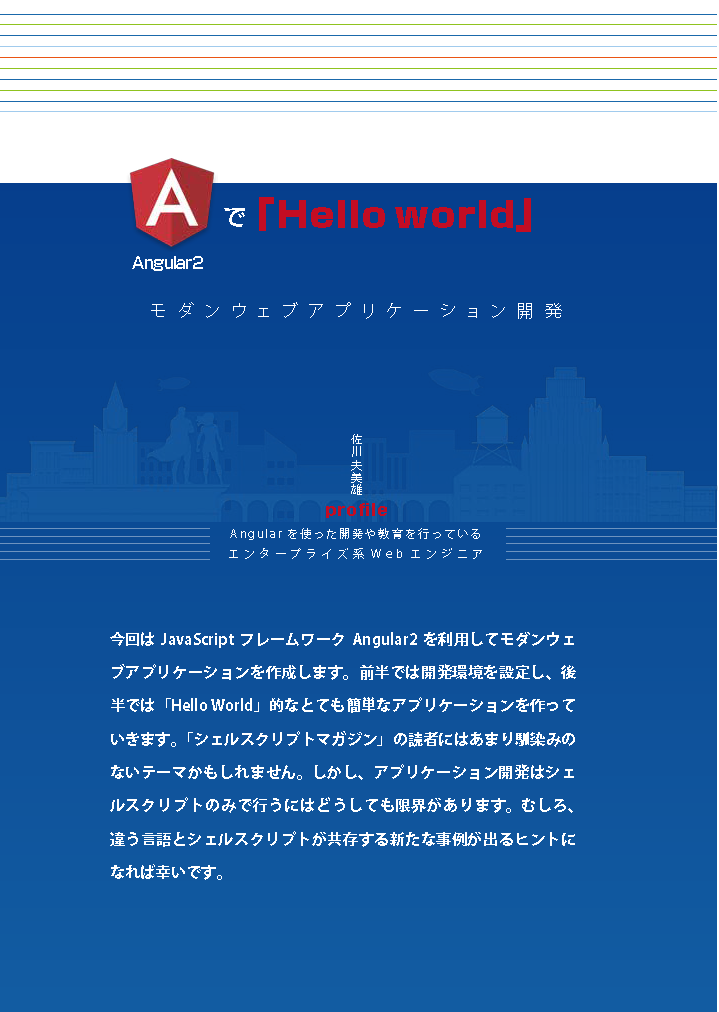 A
で「Hello world」
Angular2
モダンウェブアプリケーション開発
佐川夫美雄
profile
Angularを使った開発や教育を行っている
エンタープライズ系Webエンジニア
今回は JavaScript フレームワーク Angular2 を利用してモダンウェ
ブアプリケーションを作成します。前半では開発環境を設定し、後
半では「Hello World」的なとても簡単なアプリケーションを作って
いきます。「シェルスクリプトマガジン」の読者にはあまり馴染みの
ないテーマかもしれません。しかし、アプリケーション開発はシェ
ルスクリプトのみで行うにはどうしても限界があります。むしろ、
違う言語とシェルスクリプトが共存する新たな事例が出るヒントに
なれば幸いです。